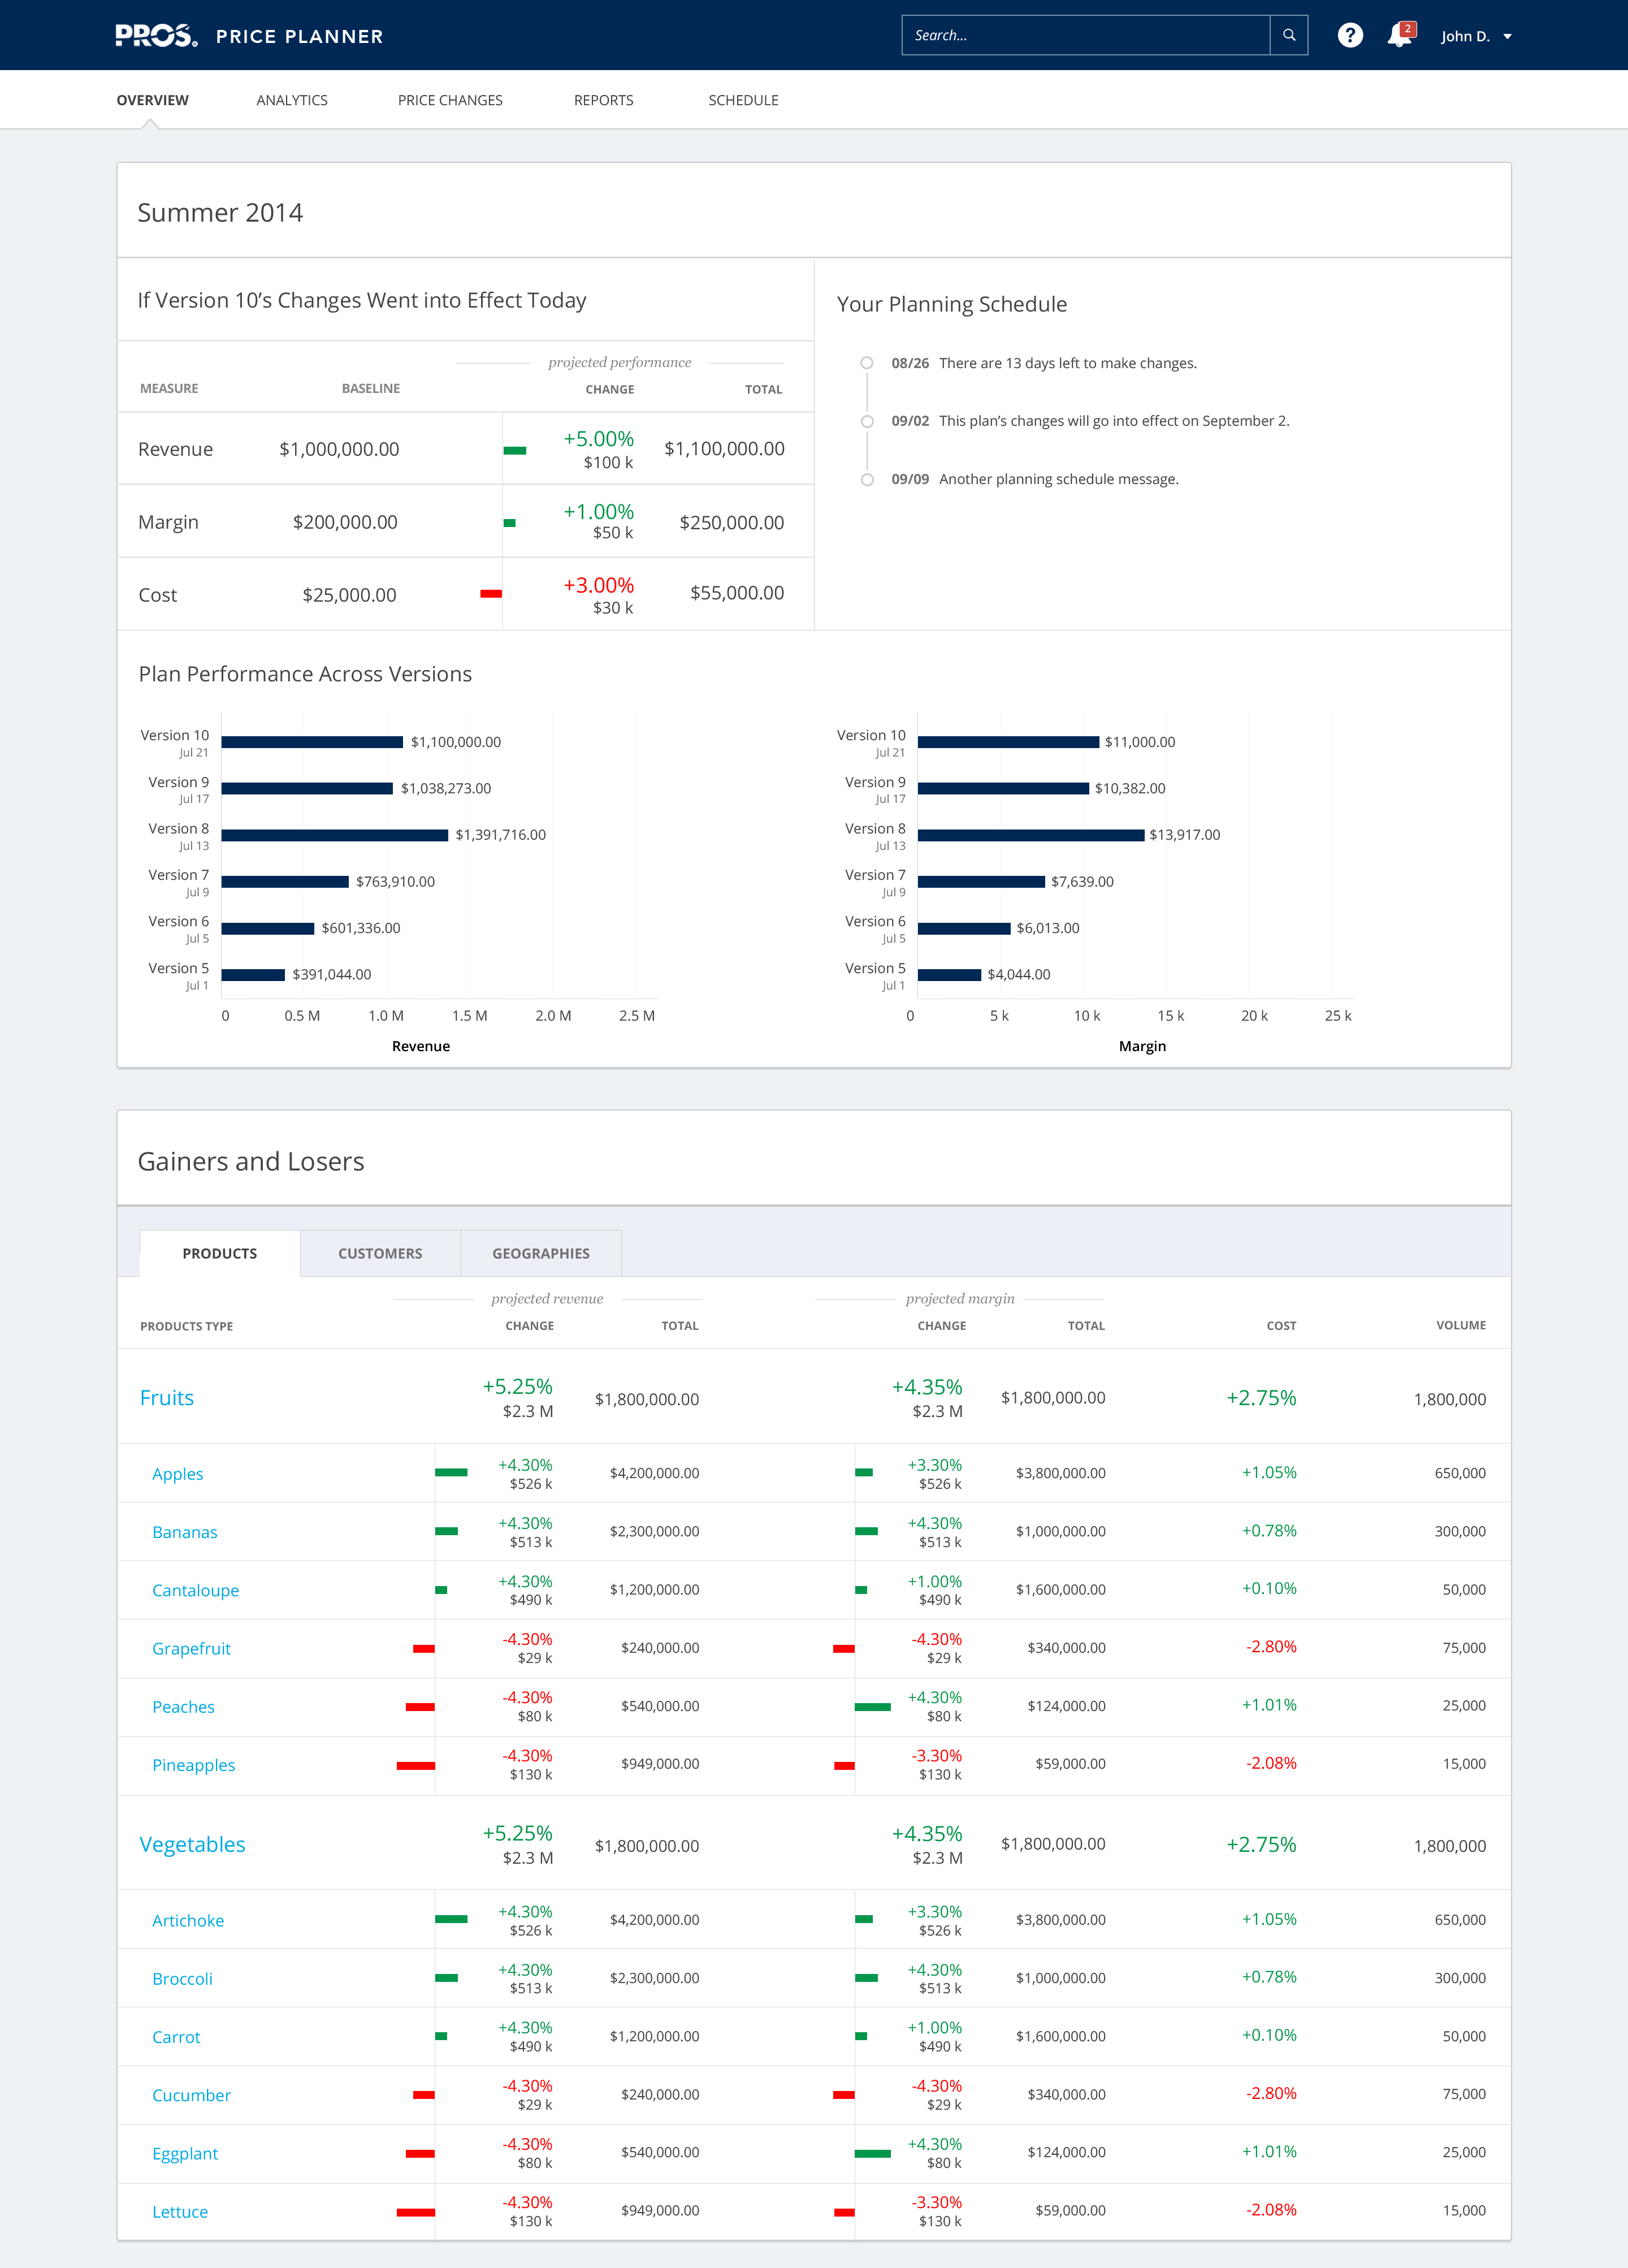 PROS. PRICE PLANNER
Search...
?
2
John D.
OVERVIEW ANALYTICS PRICE CHANGES REPORTS SCHEDULE
Summer 2014
If Version 10’s Changes Went into Effect Today
projected performance
MEASURE BASELINE CHANGE TOTAL
Revenue $1,000,000.00 +5.00% $1,100,000.00
$100 k
Margin $200,000.00 +1.00% $250,000.00
$50 k
Cost $25,000.00 +3.00% $55,000.00
$30 k
Your Planning Schedule
08/26 There are 13 days left to make changes.
09/02 This plan’s changes will go into effect on September 2.
09/09 Another planning schedule message.
Plan Performance Across Versions
Version 10 $1,100,000.00
Jul 21
Version 9 $1,038,273.00
Jul 17
Version 8 $1,391,716.00
Jul 13
Version 7 $763,910.00
Jul 9
Version 6 $601,336.00
Jul 5
Version 5 $391,044.00
Jul 1
0 0.5 M 1.0 M 1.5 M 2.0 M 2.5 M
Revenue
Version 10 $11,000.00
Jul 21
Version 9 $10,382.00
Jul 17
Version 8 $13,917.00
Jul 13
Version 7 $7,639.00
Jul 9
Version 6 $6,013.00
Jul 5
Version 5 $4,044.00
Jul 1
0 5 k 10 k 15 k 20 k 25 k
Margin
Gainers and Losers
PRODUCTS CUSTOMERS GEOGRAPHIES
projected revenue projected margin
PRODUCTS TYPE CHANGE TOTAL CHANGE TOTAL COST VOLUME
Fruits +5.25% $1,800,000.00 +4.35% $1,800,000.00 +2.75% 1,800,000
$2.3 M $2.3 M
Apples +4.30% $4,200,000.00 +3.30% $3,800,000.00 +1.05% 650,000
$526 k $526 k
Bananas +4.30% $2,300,000.00 +4.30% $1,000,000.00 +0.78% 300,000
$513 k $513 k
Cantaloupe +4.30% $1,200,000.00 +1.00% $1,600,000.00 +0.10% 50,000
$490 k $490 k
Grapefruit -4.30% $240,000.00 -4.30% $340,000.00 -2.80% 75,000
$29 k $29 k
Peaches -4.30% $540,000.00 +4.30% $124,000.00 +1.01% 25,000
$80 k $80 k
Pineapples -4.30% $949,000.00 -3.30% $59,000.00 -2.08% 15,000
$130 k $130 k
Vegetables +5.25% $1,800,000.00 +4.35% $1,800,000.00 +2.75% 1,800,000
$2.3 M $2.3 M
Artichoke +4.30% $4,200,000.00 +3.30% $3,800,000.00 +1.05% 650,000
$526 k $526 k
Broccoli +4.30% $2,300,000.00 +4.30% $1,000,000.00 +0.78% 300,000
$513 k $513 k
Carrot +4.30% $1,200,000.00 +1.00% $1,600,000.00 +0.10% 50,000
$490 k $490 k
Cucumber -4.30% $240,000.00 -4.30% $340,000.00 -2.80% 75,000
$29 k $29 k
Eggplant -4.30% $540,000.00 +4.30% $124,000.00 +1.01% 25,000
$80 k $80 k
Lettuce -4.30% $949,000.00 -3.30% $59,000.00 -2.08% 15,000
$130 k $130 k